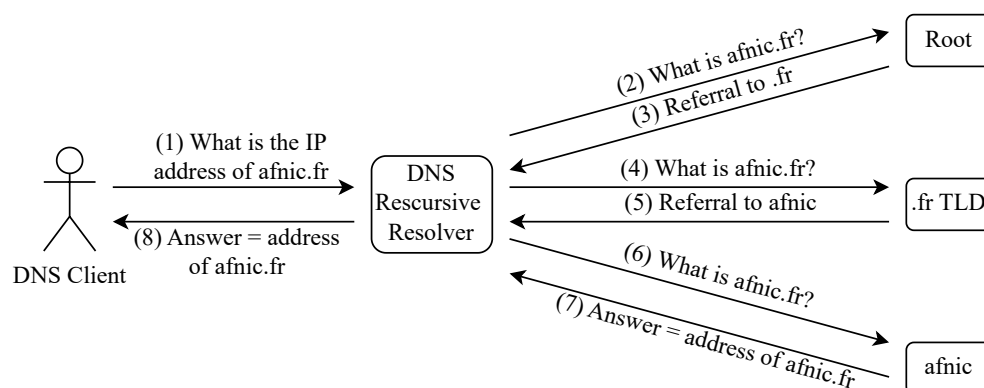 (2) What is afnic.fr?
Root
(3) Referral to .fr
(1) What is the IP
address of afnic.fr
DNS
Rescursive
Resolver
(4) What is afnic.fr?
.fr TLD
(5) Referral to afnic
(8) Answer = address
of afnic.fr
DNS Client
(6) What is afnic.fr?
(7) Answer = address of afnic.fr
afnic